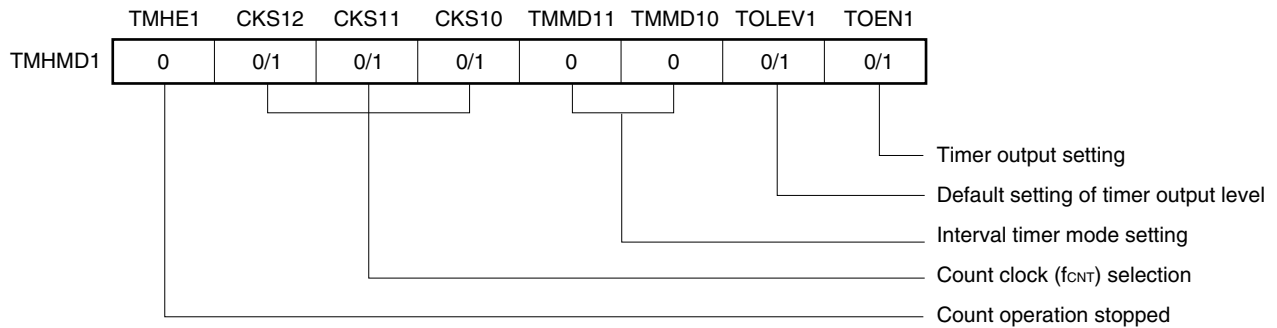 TMHE1 CKS12 CKS11 CKS10 TMMD11 TMMD10 TOLEV1 TOEN1
TMHMD1 0 0/1 0/1 0/1 0 0 0/1 0/1
Timer output setting
Default setting of timer output level
Interval timer mode setting
Count clock (fCNT) selection
Count operation stopped